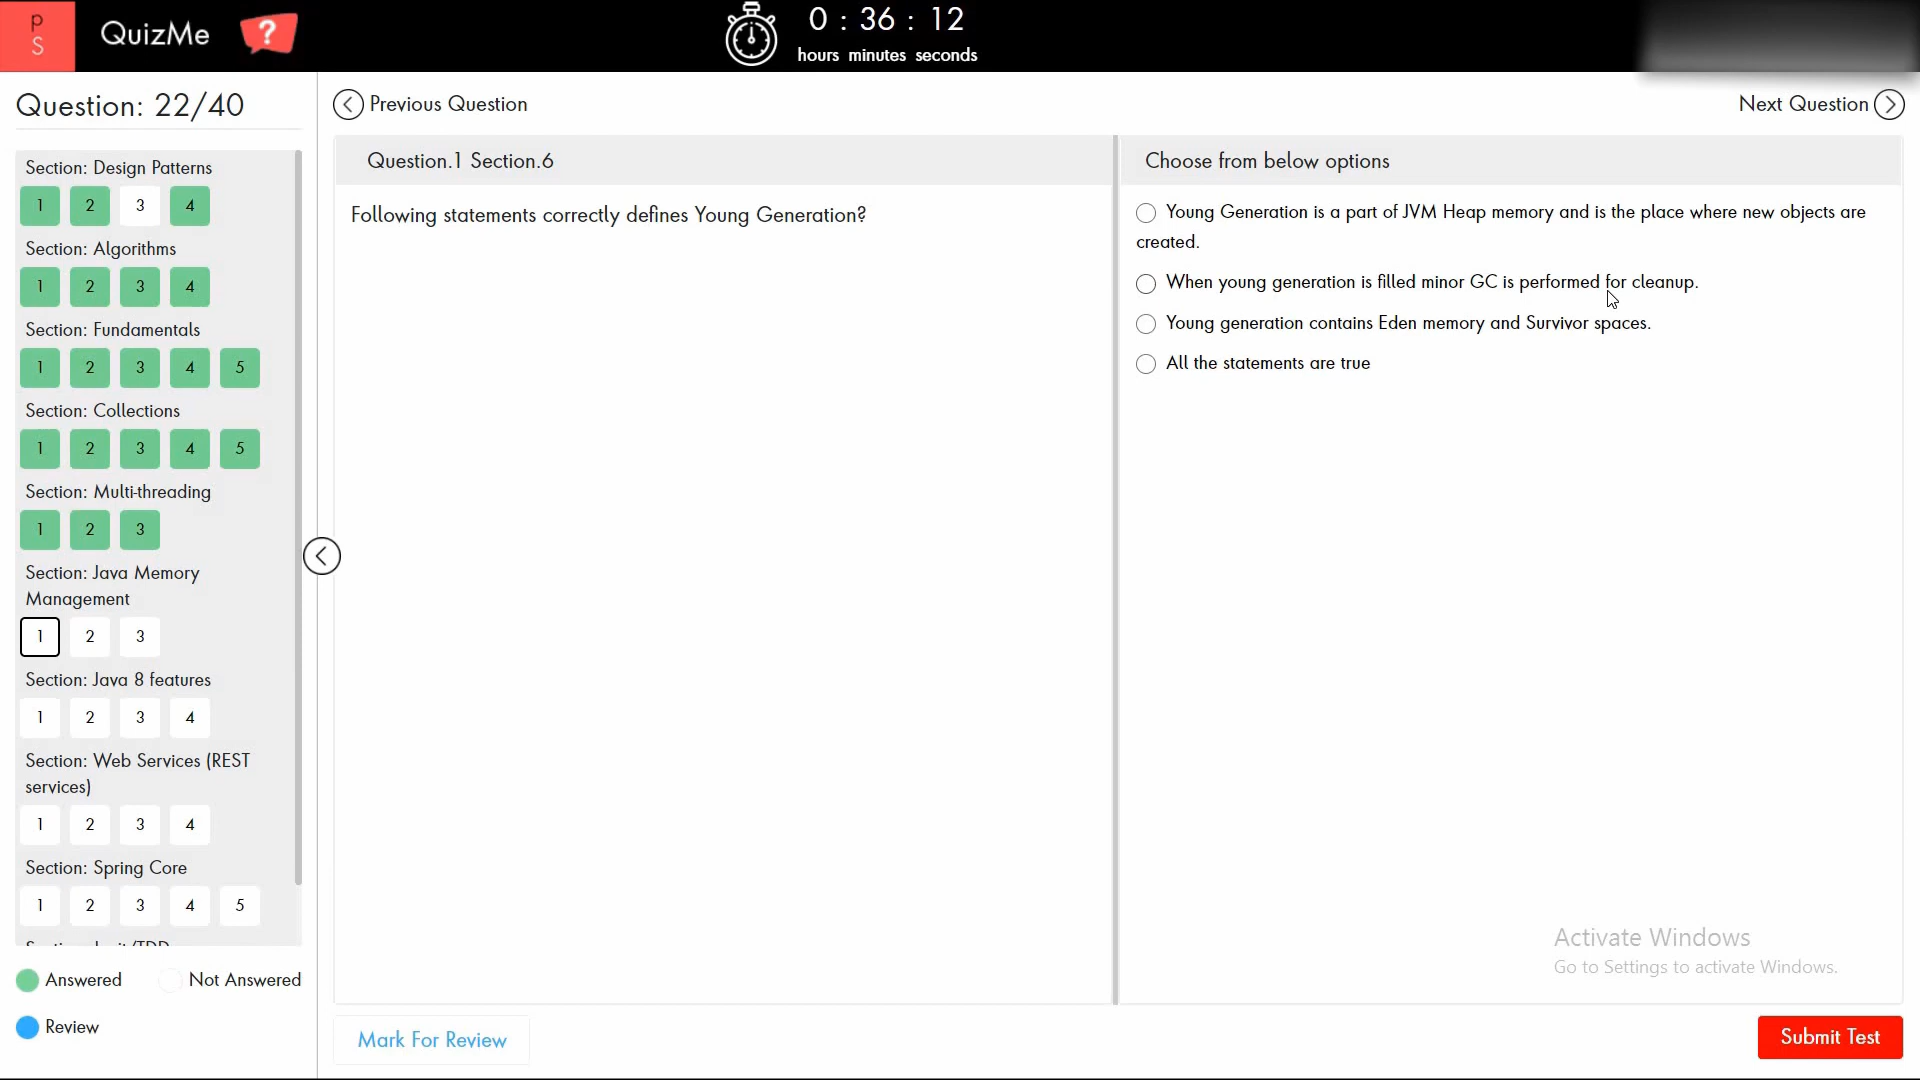 p
S
QuizMe
?
0 : 36 : 12
hours minutes seconds
Question: 22/40
Previous Question
Next Question
Section: Design Patterns
1 2 3 4
Section: Algorithms
1 2 3 4
Section: Fundamentals
1 2 3 4 5
Section: Collections
1 2 3 4 5
Section: Multi-threading
1 2 3
Section: Java Memory
Management
1 2 3
Section: Java 8 features
1 2 3 4
Section: Web Services (REST
services)
1 2 3 4
Section: Spring Core
1 2 3 4 5
Answered Not Answered
Review
Question.1 Section.6
Following statements correctly defines Young Generation?
Choose from below options
Young Generation is a part of JVM Heap memory and is the place where new objects are
created.
When young generation is filled minor GC is performed for cleanup.
Young generation contains Eden memory and Survivor spaces.
All the statements are true
Activate Windows
Go to Settings to activate Windows.
Mark For Review
Submit Test